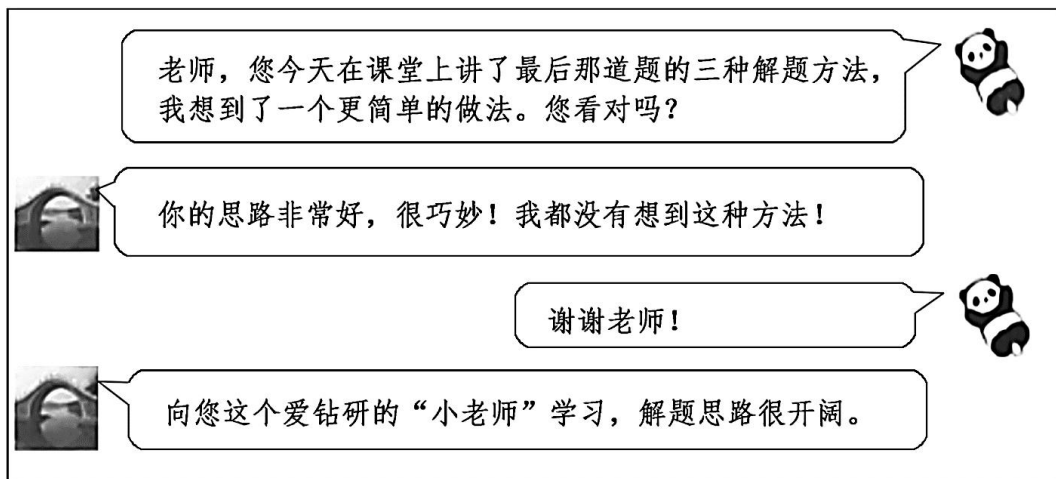 老师，您今天在课堂上讲了最后那道题的三种解题方法，
我想到了一个更简单的做法。您看对吗？
你的思路非常好，很巧妙！我都没有想到这种方法！
谢谢老师！
向您这个爱钻研的“小老师”学习，解题思路很开阔。